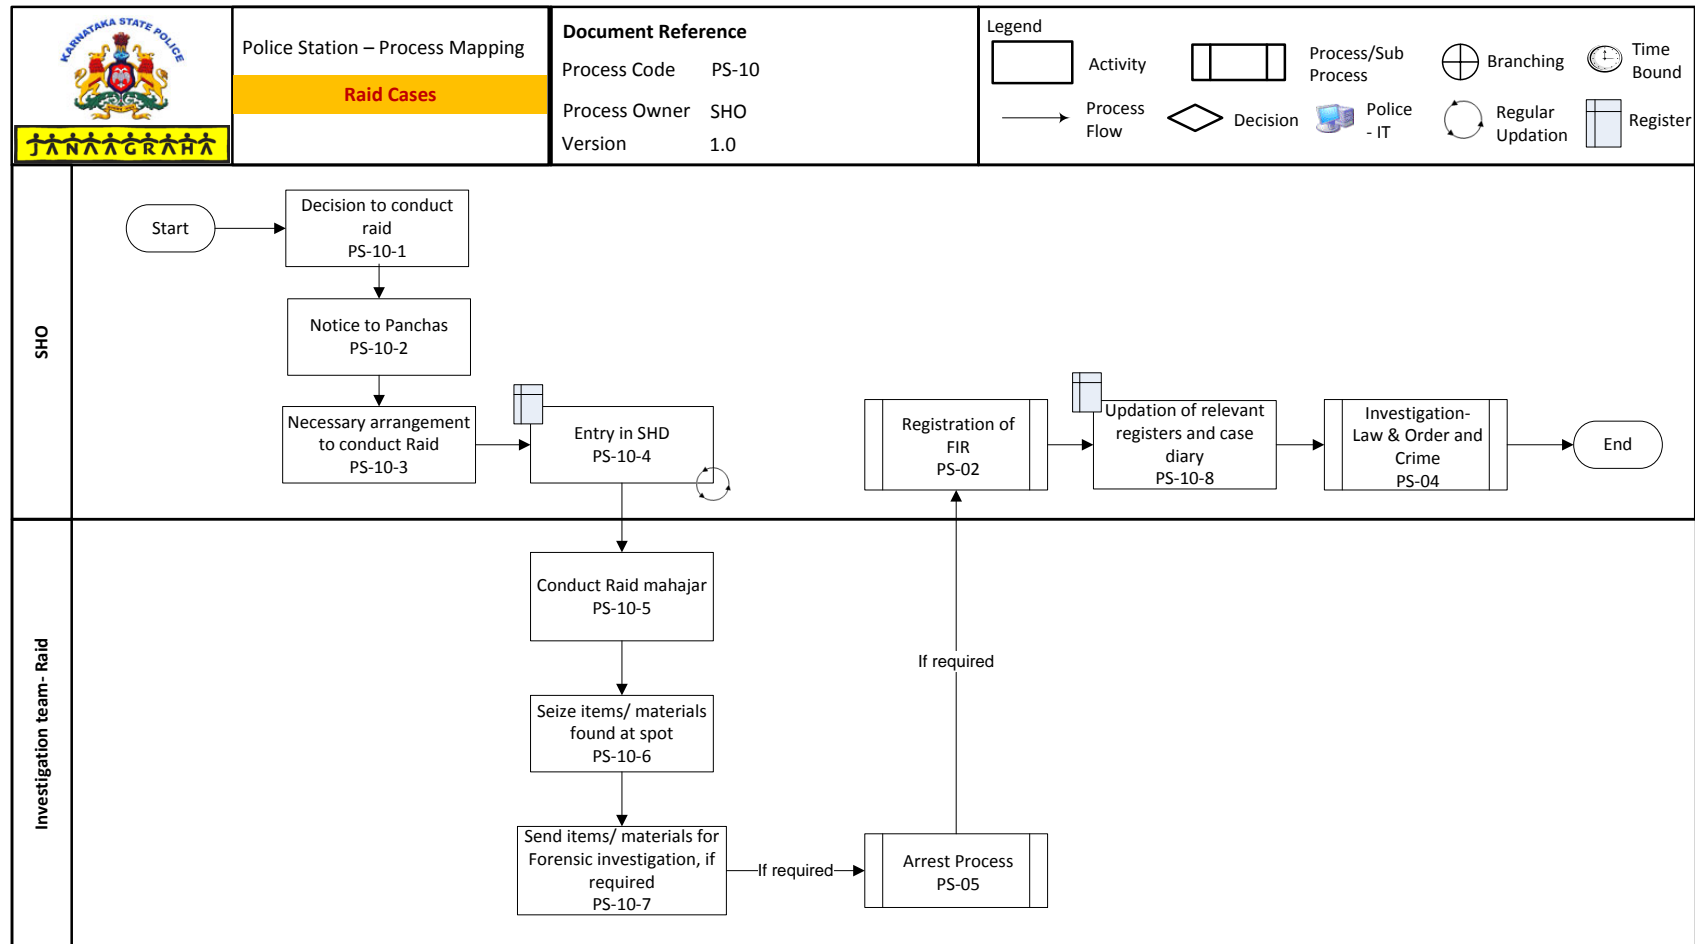 KARNATAKA STATE POLICE
JANAAGRAHA
Police Station – Process Mapping
Raid Cases
Document Reference
Process Code PS-10
Process Owner SHO
Version 1.0
Legend
Activity
Process/Sub
Process
Branching
Time
Bound
Process
Flow
Decision
Police
- IT
Regular
Updation
Register
SHO
Start
Decision to conduct
raid
PS-10-1
Notice to Panchas
PS-10-2
Necessary arrangement
to conduct Raid
PS-10-3
Entry in SHD
PS-10-4
Registration of
FIR
PS-02
Updation of relevant
registers and case
diary
PS-10-8
Investigation-
Law & Order and
Crime
PS-04
End
Investigation team- Raid
Conduct Raid mahajar
PS-10-5
Seize items/ materials
found at spot
PS-10-6
Send items/ materials for
Forensic investigation, if
required
PS-10-7
If required
Arrest Process
PS-05
If required